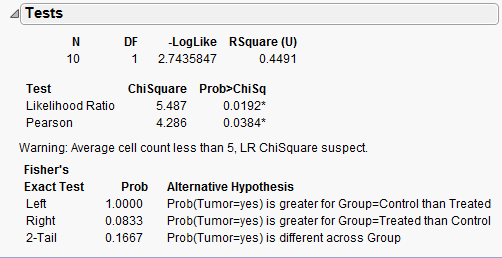 Tests
N DF -LogLike RSquare (U)
10 1 2.7435847 0.4491
Test ChiSquare Prob>ChiSq
Likelihood Ratio 5.487 0.0192*
Pearson 4.286 0.0384*
Warning: Average cell count less than 5, LR ChiSquare suspect.
Fisher's
Exact Test Prob Alternative Hypothesis
Left 1.0000 Prob(Tumor=yes) is greater for Group=Control than Treated
Right 0.0833 Prob(Tumor=yes) is greater for Group=Treated than Control
2-Tail 0.1667 Prob(Tumor=yes) is different across Group